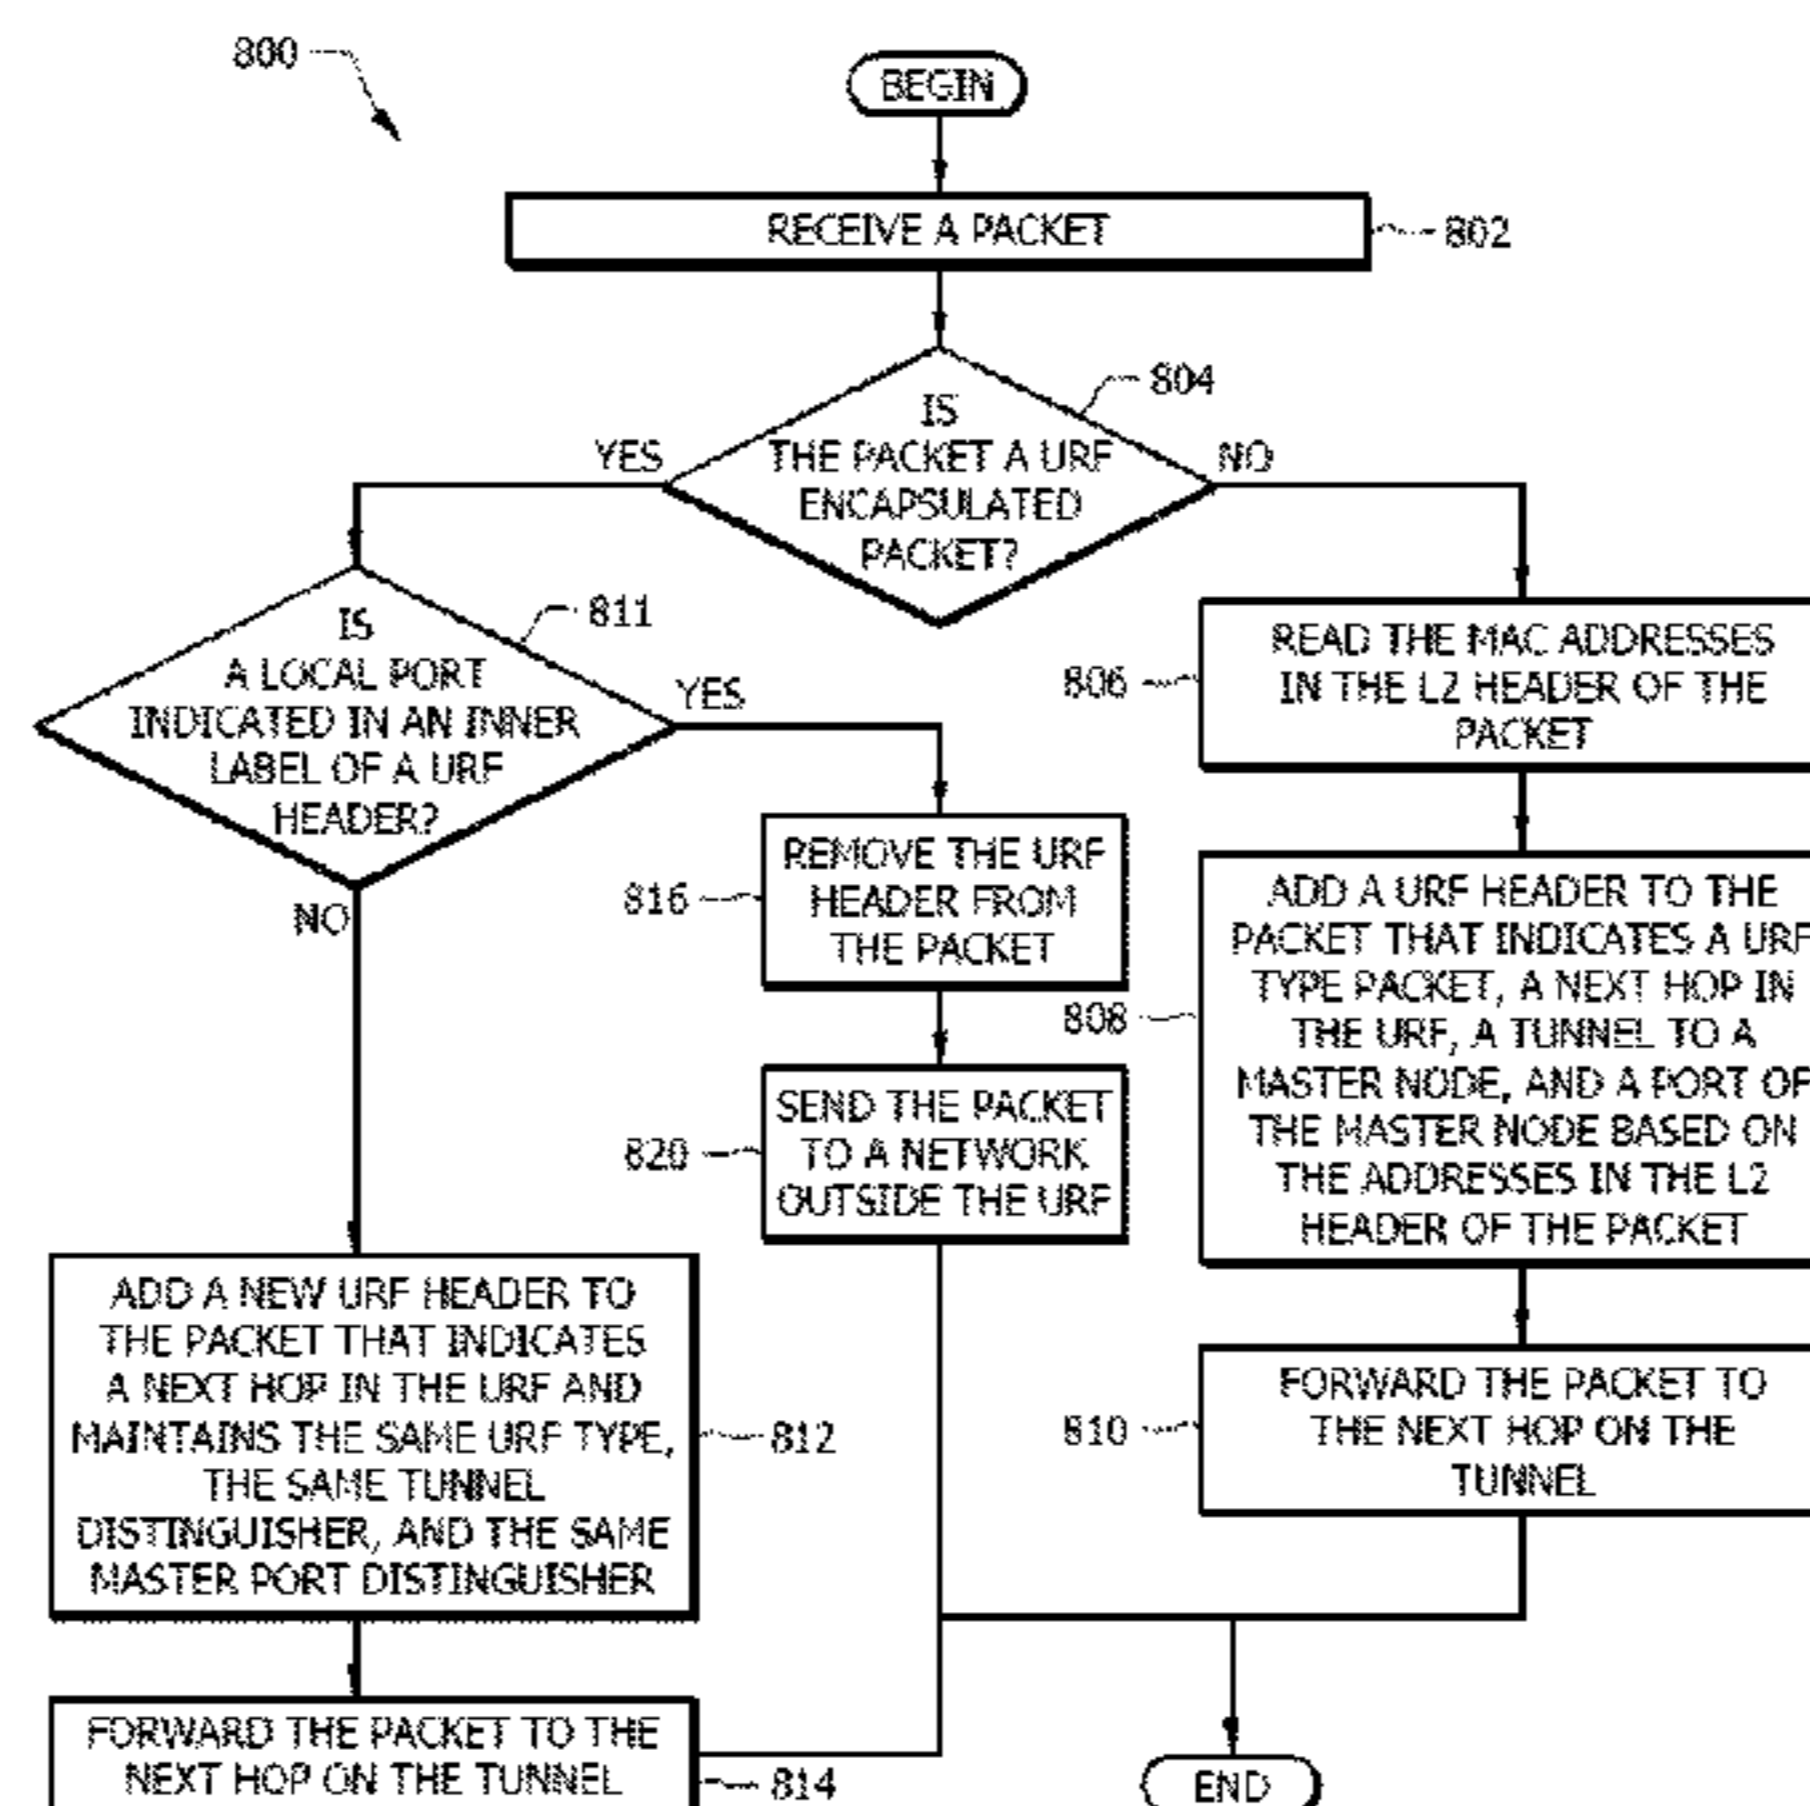 800
BEGIN
RECEIVE A PACKET
802
804
IS
THE PACKET A URF
ENCAPSULATED
PACKET?
YES
NO
811
IS
A LOCAL PORT
INDICATED IN AN INNER
LABEL OF A URF
HEADER?
YES
NO
806
READ THE MAC ADDRESSES
IN THE L2 HEADER OF THE
PACKET
816
REMOVE THE URF
HEADER FROM
THE PACKET
808
ADD A URF HEADER TO THE
PACKET THAT INDICATES A URF
TYPE PACKET, A NEXT HOP IN
THE URF, A TUNNEL TO A
MASTER NODE, AND A PORT OF
THE MASTER NODE BASED ON
THE ADDRESSES IN THE L2
HEADER OF THE PACKET
820
SEND THE PACKET
TO A NETWORK
OUTSIDE THE URF
ADD A NEW URF HEADER TO
THE PACKET THAT INDICATES
A NEXT HOP IN THE URF AND
MAINTAINS THE SAME URF TYPE,
THE SAME TUNNEL
DISTINGUISHER, AND THE SAME
MASTER PORT DISTINGUISHER
812
810
FORWARD THE PACKET TO
THE NEXT HOP ON THE
TUNNEL
FORWARD THE PACKET TO THE
NEXT HOP ON THE TUNNEL
814
END